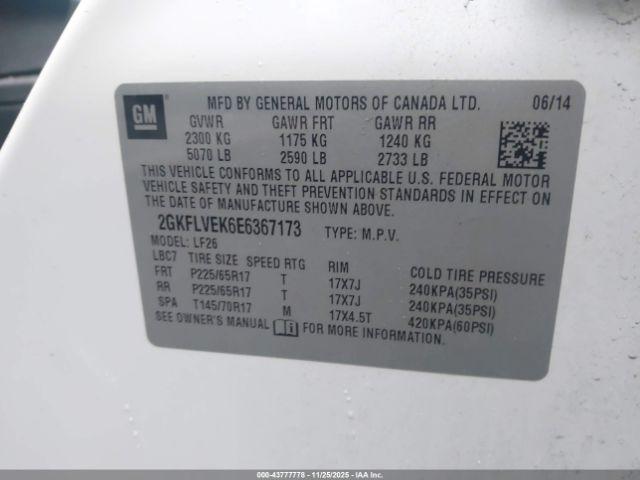 GM
MFD BY GENERAL MOTORS OF CANADA LTD. 06/14
GVWR GAWR FRT GAWR RR
2300 KG 1175 KG 1240 KG
5070 LB 2590 LB 2733 LB
THIS VEHICLE CONFORMS TO ALL APPLICABLE U.S. FEDERAL MOTOR
VEHICLE SAFETY AND THEFT PREVENTION STANDARDS IN EFFECT ON
THE DATE OF MANUFACTURE SHOWN ABOVE.
2GKFLVEK6E6367173 TYPE: M.P.V.
MODEL: LF26
LBC7 TIRE SIZE SPEED RTG RIM COLD TIRE PRESSURE
FRT P225/65R17 T 17X7J 240KPA(35PSI)
RR P225/65R17 T 17X7J 240KPA(35PSI)
SPA T145/70R17 M 17X4.5T 420KPA(60PSI)
SEE OWNER'S MANUAL FOR MORE INFORMATION.
000-43777778 - 11/25/2025 - Copyright © IAA, LLC.